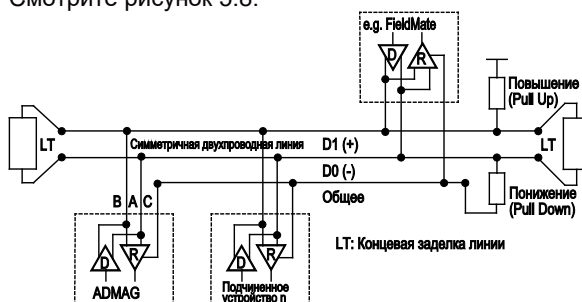 Смотрите рисунок 5.8.
e.g. FieldMate
D R
Повышение
(Pull Up)
LT
Симметричная двухпроводная линия
D1 (+)
LT
D0 (-)
B A C
Общее
Понижение
(Pull Down)
LT: Концевая заделка линии
D R
ADMAG
D R
Подчиненное
устройство n